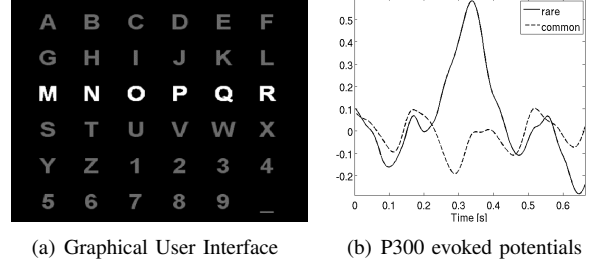 A B C D E F
G H I J K L
M N O P Q R
S T U V W X
Y Z 1 2 3 4
5 6 7 8 9 _
(a) Graphical User Interface
rare
common
0.5
0.4
0.3
0.2
0.1
0
-0.1
-0.2
0 0.1 0.2 0.3 0.4 0.5 0.6
Time [s]
(b) P300 evoked potentials